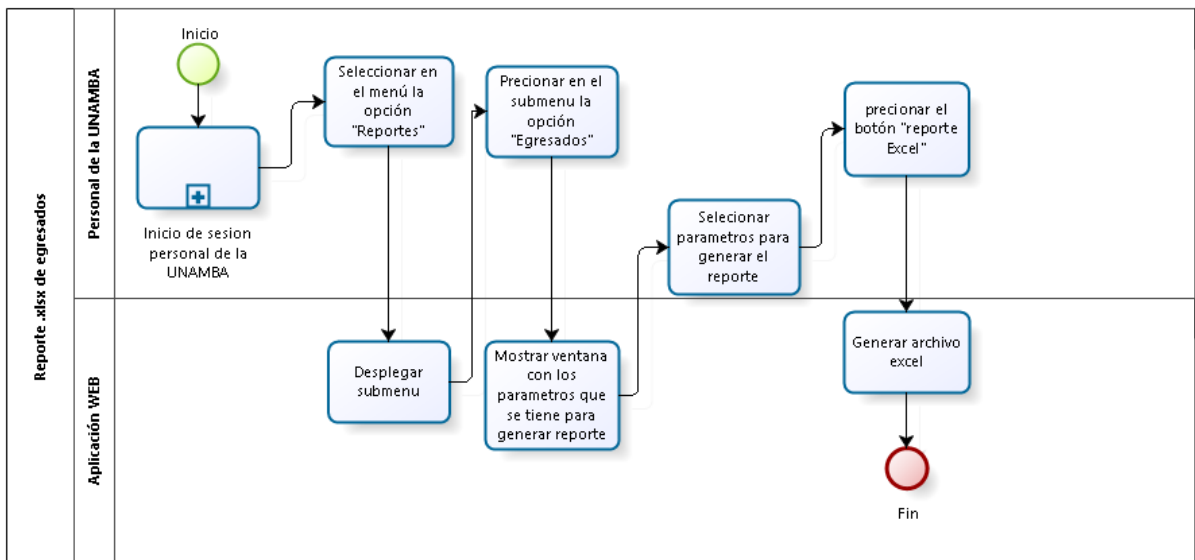 Reporte .xlsx de egresados
Personal de la UNAMBA
Inicio
Inicio de sesion
personal de la
UNAMBA
Seleccionar en
el menú la
opción
"Reportes"
Precionar en el
submenu la
opción
"Egresados"
Selecionar
parametros para
generar el
reporte
precionar el
botón "reporte
Excel"
Aplicación WEB
Desplegar
submenu
Mostrar ventana
con los
parametros que
se tiene para
generar reporte
Generar archivo
excel
Fin